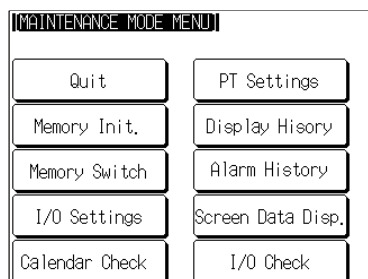 [MAINTENANCE MODE MENU]
Quit
PT Settings
Memory Init.
Display Hisory
Memory Switch
Alarm History
I/O Settings
Screen Data Disp.
Calendar Check
I/O Check